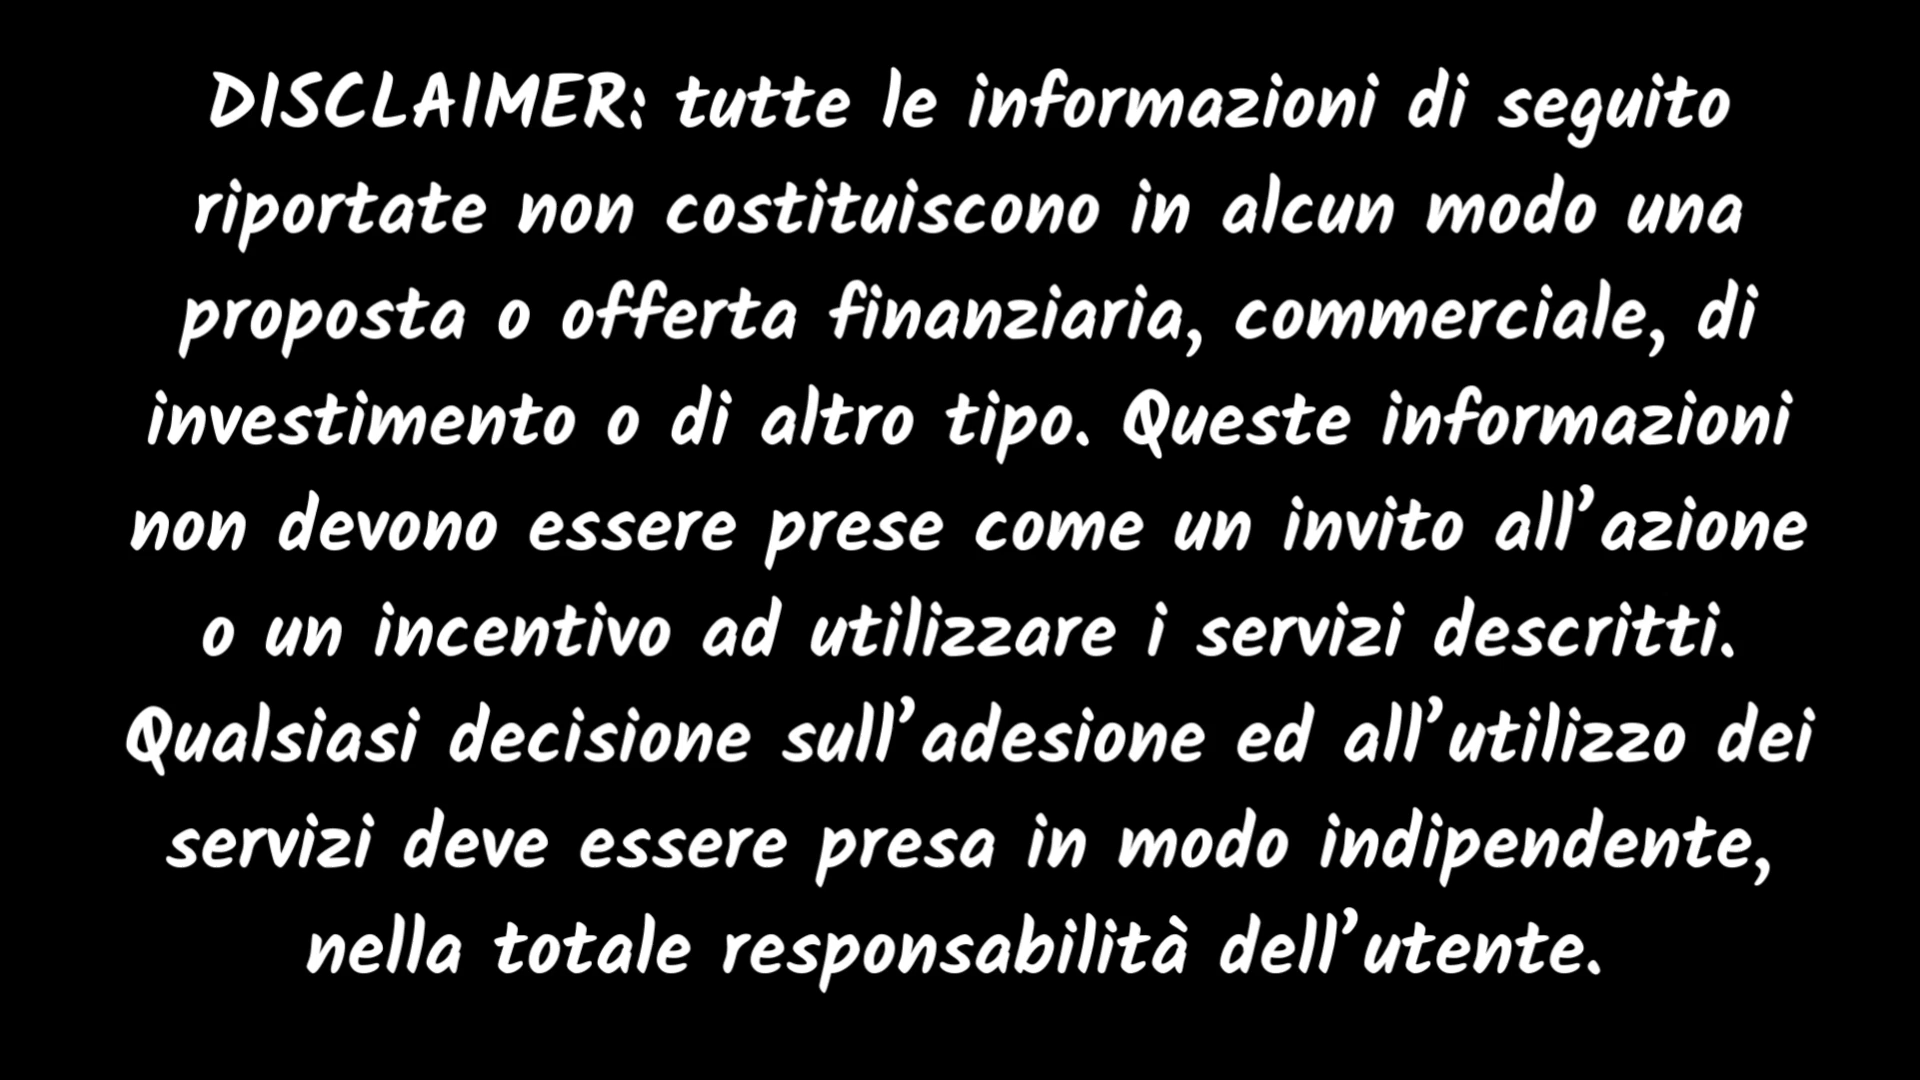 DISCLAIMER: tutte le informazioni di seguito
riportate non costituiscono in alcun modo una
proposta o offerta finanziaria, commerciale, di
investimento o di altro tipo. Queste informazioni
non devono essere prese come un invito all’azione
o un incentivo ad utilizzare i servizi descritti.
Qualsiasi decisione sull’adesione ed all’utilizzo dei
servizi deve essere presa in modo indipendente,
nella totale responsabilità dell’utente.